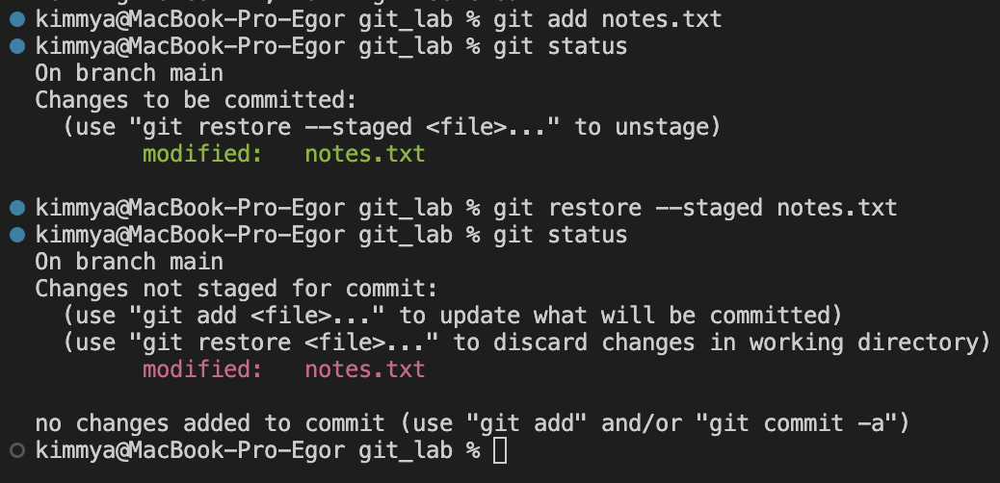 kimmya@MacBook-Pro-Egor git_lab % git add notes.txt
kimmya@MacBook-Pro-Egor git_lab % git status
On branch main
Changes to be committed:
  (use "git restore --staged <file>..." to unstage)
        modified:   notes.txt

kimmya@MacBook-Pro-Egor git_lab % git restore --staged notes.txt
kimmya@MacBook-Pro-Egor git_lab % git status
On branch main
Changes not staged for commit:
  (use "git add <file>..." to update what will be committed)
  (use "git restore <file>..." to discard changes in working directory)
        modified:   notes.txt

no changes added to commit (use "git add" and/or "git commit -a")
kimmya@MacBook-Pro-Egor git_lab %